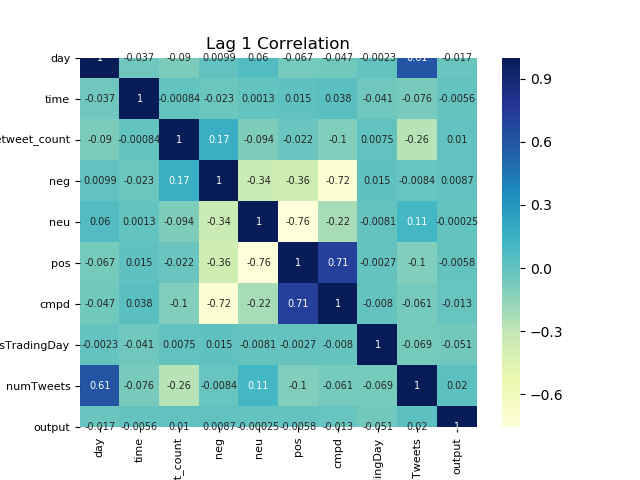 Lag 1 Correlation
day 1 -0.037 -0.09 0.0099 0.06 -0.067 -0.047 -0.0023 0.61 -0.017
time -0.037 1 -0.00084 -0.023 0.0013 0.015 0.038 -0.041 -0.076 -0.0056
etweet_count -0.09 -0.00084 1 0.17 -0.094 -0.022 -0.1 0.0075 -0.26 0.01
neg 0.0099 -0.023 0.17 1 -0.34 -0.36 -0.72 0.015 -0.0084 0.0087
neu 0.06 0.0013 -0.094 -0.34 1 -0.76 -0.22 -0.0081 0.11 -0.00025
pos -0.067 0.015 -0.022 -0.36 -0.76 1 0.71 -0.0027 -0.1 -0.0058
cmpd -0.047 0.038 -0.1 -0.72 -0.22 0.71 1 -0.008 -0.061 -0.013
sTradingDay -0.0023 -0.041 0.0075 0.015 -0.0081 -0.0027 -0.008 1 -0.069 -0.051
numTweets 0.61 -0.076 -0.26 -0.0084 0.11 -0.1 -0.061 -0.069 1 0.02
output -0.017 -0.0056 0.01 0.0087 -0.00025 -0.0058 -0.013 -0.051 0.02 1
day time t_count neg neu pos cmpd ingDay Tweets output
0.9
0.6
0.3
0.0
−0.3
−0.6